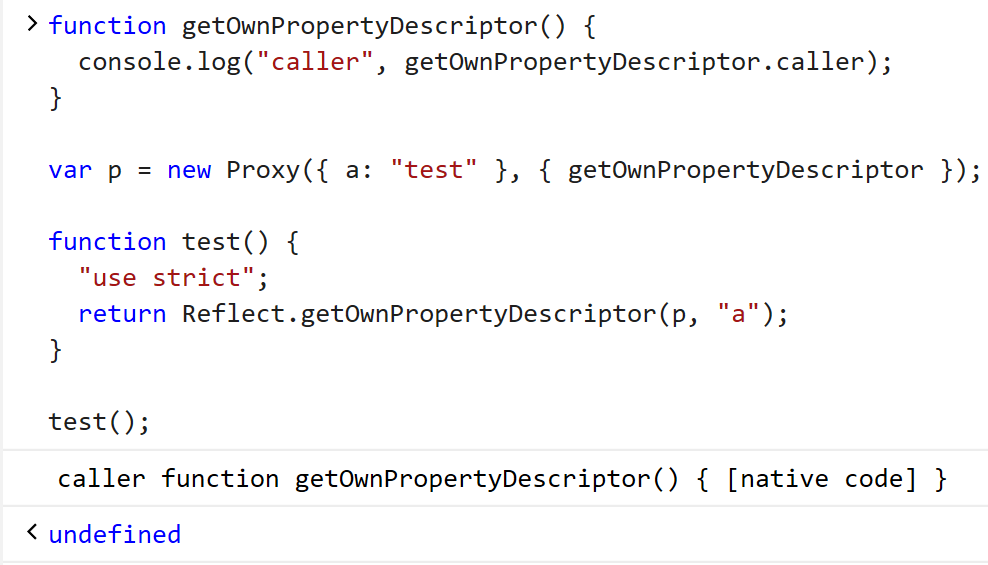 > function getOwnPropertyDescriptor() {
  console.log("caller", getOwnPropertyDescriptor.caller);
}

var p = new Proxy({ a: "test" }, { getOwnPropertyDescriptor });

function test() {
  "use strict";
  return Reflect.getOwnPropertyDescriptor(p, "a");
}

test();
caller function getOwnPropertyDescriptor() { [native code] }
< undefined